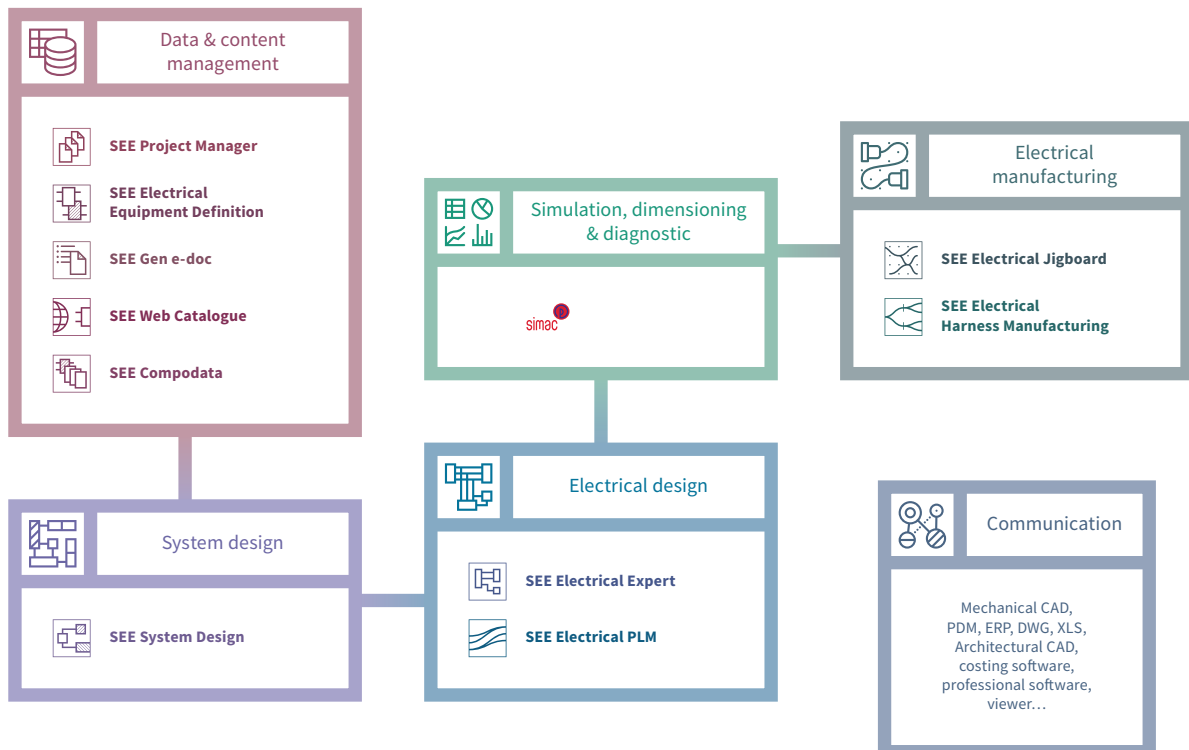 Data & content
management
SEE Project Manager
SEE Electrical
Equipment Definition
SEE Gen e-doc
SEE Web Catalogue
SEE Compodata
System design
SEE System Design
Simulation, dimensioning
& diagnostic
simac
Electrical design
SEE Electrical Expert
SEE Electrical PLM
Electrical
manufacturing
SEE Electrical Jigboard
SEE Electrical
Harness Manufacturing
Communication
Mechanical CAD,
PDM, ERP, DWG, XLS,
Architectural CAD,
costing software,
professional software,
viewer…